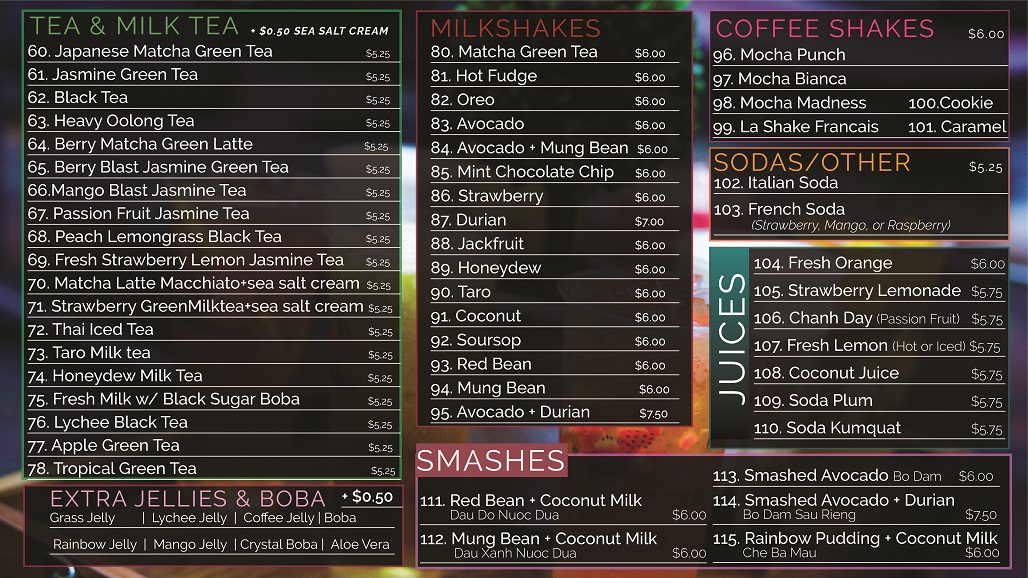 TEA & MILK TEA + $0.50 SEA SALT CREAM
60. Japanese Matcha Green Tea $5.25
61. Jasmine Green Tea $5.25
62. Black Tea $5.25
63. Heavy Oolong Tea $5.25
64. Berry Matcha Green Latte $5.25
65. Berry Blast Jasmine Green Tea $5.25
66.Mango Blast Jasmine Tea $5.25
67. Passion Fruit Jasmine Tea $5.25
68. Peach Lemongrass Black Tea $5.25
69. Fresh Strawberry Lemon Jasmine Tea $5.25
70. Matcha Latte Macchiato+sea salt cream $5.25
71. Strawberry GreenMilktea+sea salt cream $5.25
72. Thai Iced Tea $5.25
73. Taro Milk tea $5.25
74. Honeydew Milk Tea $5.25
75. Fresh Milk w/ Black Sugar Boba $5.25
76. Lychee Black Tea $5.25
77. Apple Green Tea $5.25
78. Tropical Green Tea $5.25
EXTRA JELLIES & BOBA + $0.50
Grass Jelly | Lychee Jelly | Coffee Jelly | Boba
Rainbow Jelly | Mango Jelly | Crystal Boba | Aloe Vera
MILKSHAKES
80. Matcha Green Tea $6.00
81. Hot Fudge $6.00
82. Oreo $6.00
83. Avocado $6.00
84. Avocado + Mung Bean $6.00
85. Mint Chocolate Chip $6.00
86. Strawberry $6.00
87. Durian $7.00
88. Jackfruit $6.00
89. Honeydew $6.00
90. Taro $6.00
91. Coconut $6.00
92. Soursop $6.00
93. Red Bean $6.00
94. Mung Bean $6.00
95. Avocado + Durian $7.50
COFFEE SHAKES $6.00
96. Mocha Punch
97. Mocha Bianca
98. Mocha Madness 100.Cookie
99. La Shake Francais 101. Caramel
SODAS/OTHER $5.25
102. Italian Soda
103. French Soda
(Strawberry, Mango, or Raspberry)
JUICES
104. Fresh Orange $6.00
105. Strawberry Lemonade $5.75
106. Chanh Day (Passion Fruit) $5.75
107. Fresh Lemon (Hot or Iced) $5.75
108. Coconut Juice $5.75
109. Soda Plum $5.75
110. Soda Kumquat $5.75
SMASHES
111. Red Bean + Coconut Milk
Dau Do Nuoc Dua $6.00
112. Mung Bean + Coconut Milk
Dau Xanh Nuoc Dua $6.00
113. Smashed Avocado Bo Dam $6.00
114. Smashed Avocado + Durian
Bo Dam Sau Rieng $7.50
115. Rainbow Pudding + Coconut Milk
Che Ba Mau $6.00